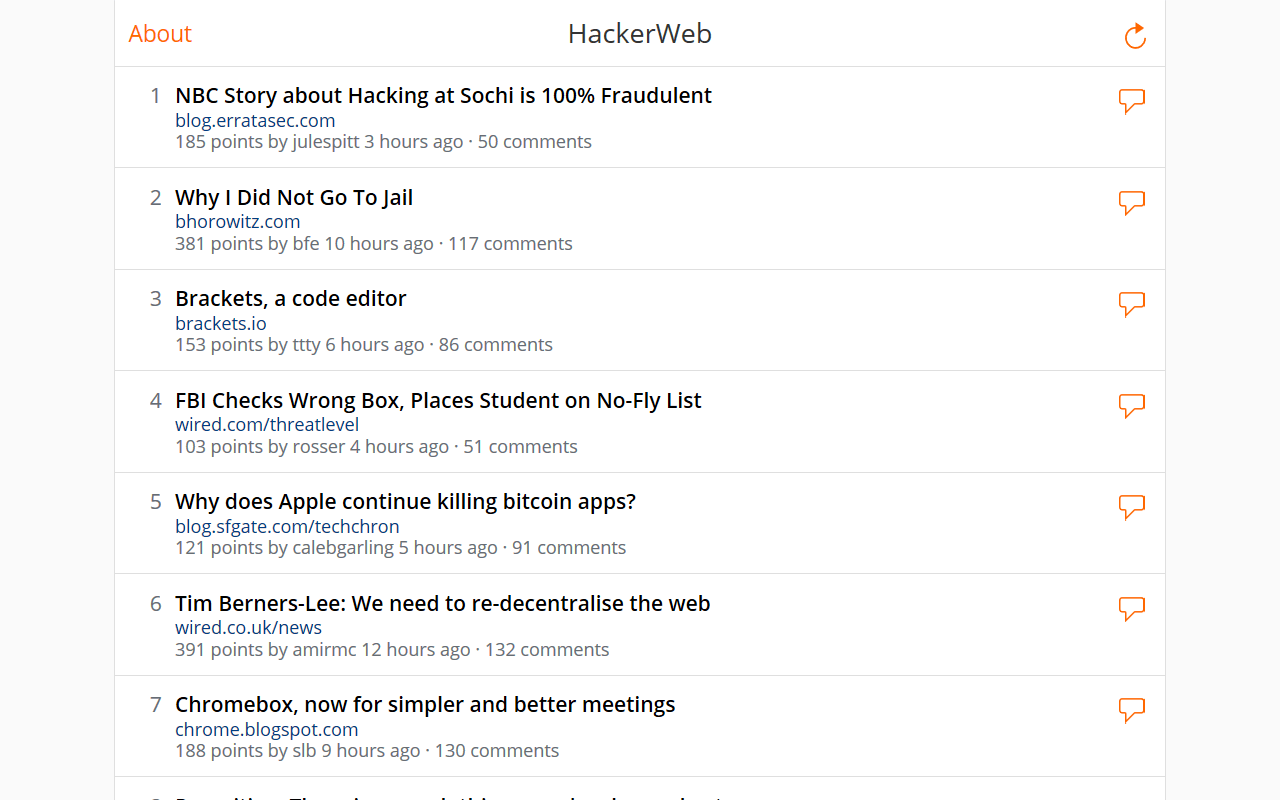 About
HackerWeb
1
NBC Story about Hacking at Sochi is 100% Fraudulent
blog.erratasec.com
185 points by julespitt 3 hours ago · 50 comments
2
Why I Did Not Go To Jail
bhorowitz.com
381 points by bfe 10 hours ago · 117 comments
3
Brackets, a code editor
brackets.io
153 points by ttty 6 hours ago · 86 comments
4
FBI Checks Wrong Box, Places Student on No-Fly List
wired.com/threatlevel
103 points by rosser 4 hours ago · 51 comments
5
Why does Apple continue killing bitcoin apps?
blog.sfgate.com/techchron
121 points by calebgarling 5 hours ago · 91 comments
6
Tim Berners-Lee: We need to re-decentralise the web
wired.co.uk/news
391 points by amirmc 12 hours ago · 132 comments
7
Chromebox, now for simpler and better meetings
chrome.blogspot.com
188 points by slb 9 hours ago · 130 comments